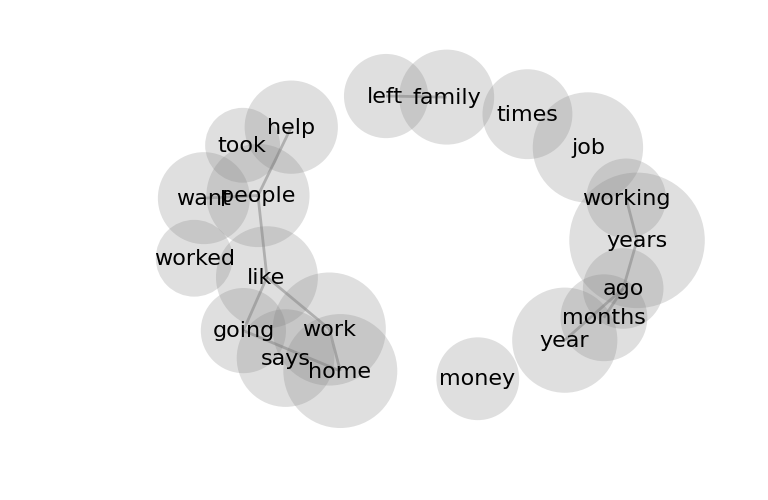 left
family
times
help
took
job
people
want
working
years
worked
like
ago
months
going
work
year
says
home
money